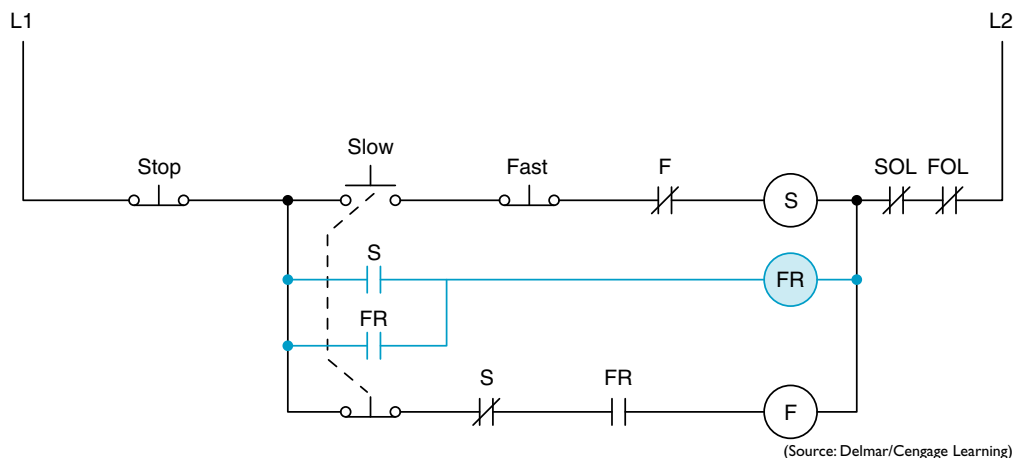 L1
L2
Slow
Stop
Fast
F
SOL
FOL
S
S
FR
FR
S
FR
F
(Source: Delmar/Cengage Learning)